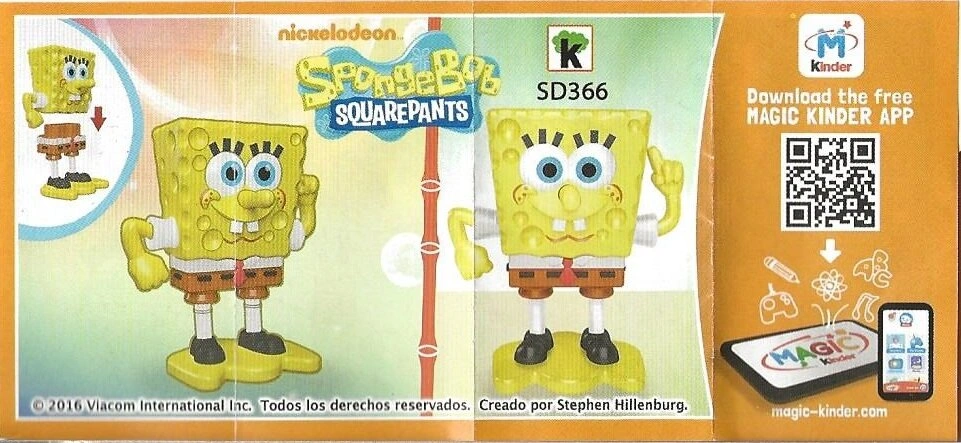 nickelodeon
SpongeBob
SQUAREPANTS
K
SD366
© 2016 Viacom International Inc. Todos los derechos reservados. Creado por Stephen Hillenburg.
M
Kinder
Download the free
MAGIC KINDER APP
ABC
MAGIC
Kinder
magic-kinder.com